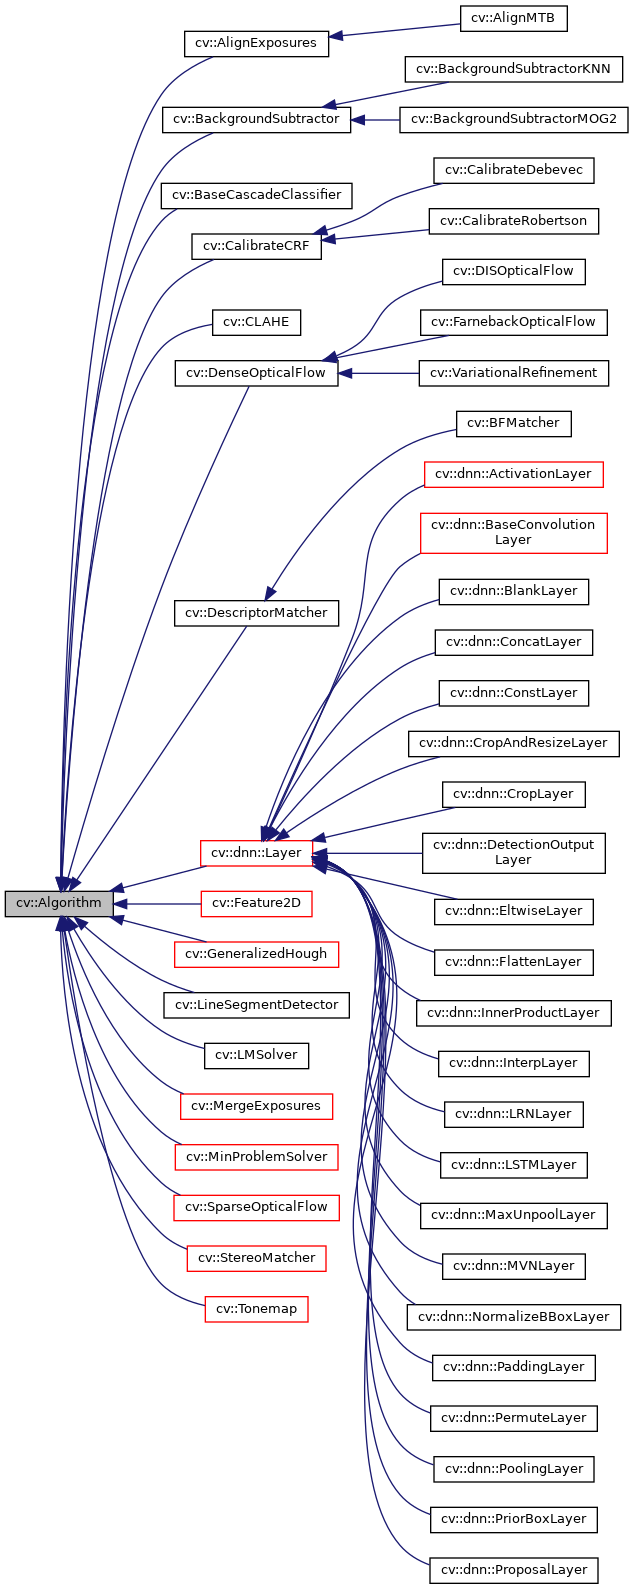 cv::AlignMTB
cv::AlignExposures
cv::BackgroundSubtractorKNN
cv::BackgroundSubtractor
cv::BackgroundSubtractorMOG2
cv::CalibrateDebevec
cv::BaseCascadeClassifier
cv::CalibrateRobertson
cv::CalibrateCRF
cv::DISOpticalFlow
cv::CLAHE
cv::FarnebackOpticalFlow
cv::DenseOpticalFlow
cv::VariationalRefinement
cv::BFMatcher
cv::dnn::ActivationLayer
cv::dnn::BaseConvolution
Layer
cv::dnn::BlankLayer
cv::DescriptorMatcher
cv::dnn::ConcatLayer
cv::dnn::ConstLayer
cv::dnn::CropAndResizeLayer
cv::dnn::CropLayer
cv::dnn::Layer
cv::dnn::DetectionOutput
Layer
cv::Algorithm
cv::Feature2D
cv::dnn::EltwiseLayer
cv::GeneralizedHough
cv::dnn::FlattenLayer
cv::LineSegmentDetector
cv::dnn::InnerProductLayer
cv::LMSolver
cv::dnn::InterpLayer
cv::MergeExposures
cv::dnn::LRNLayer
cv::MinProblemSolver
cv::dnn::LSTMLayer
cv::SparseOpticalFlow
cv::dnn::MaxUnpoolLayer
cv::StereoMatcher
cv::dnn::MVNLayer
cv::Tonemap
cv::dnn::NormalizeBBoxLayer
cv::dnn::PaddingLayer
cv::dnn::PermuteLayer
cv::dnn::PoolingLayer
cv::dnn::PriorBoxLayer
cv::dnn::ProposalLayer